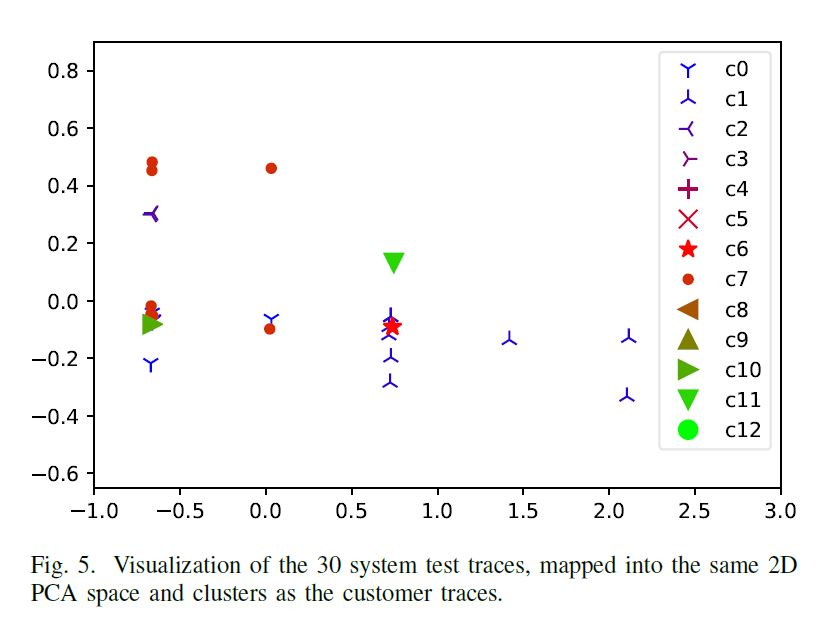 0.8
0.6
0.4
0.2
0.0
−0.2
−0.4
−0.6
−1.0 −0.5 0.0 0.5 1.0 1.5 2.0 2.5 3.0
c0
c1
c2
c3
c4
c5
c6
c7
c8
c9
c10
c11
c12
Fig. 5. Visualization of the 30 system test traces, mapped into the same 2D
PCA space and clusters as the customer traces.